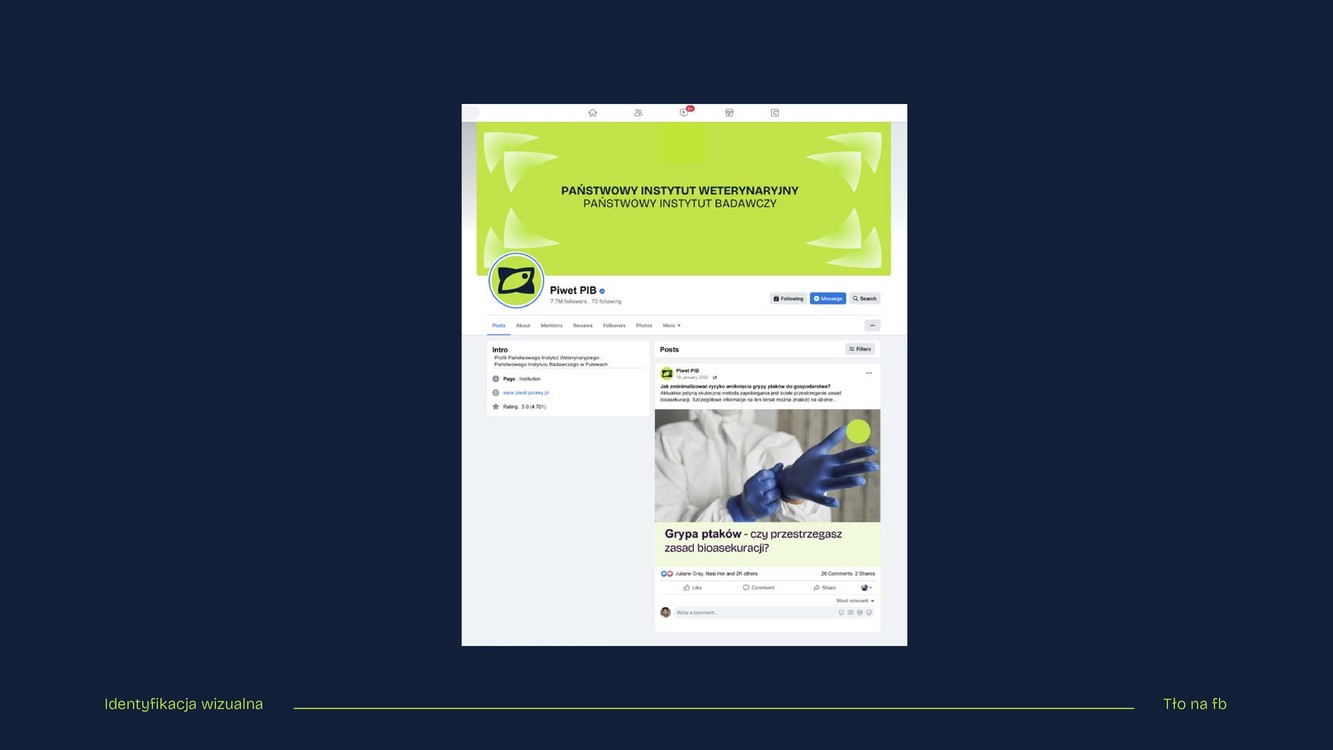 9+
PAŃSTWOWY INSTYTUT WETERYNARYJNY
PAŃSTWOWY INSTYTUT BADAWCZY
Piwet PIB
7.7M followers . 70 following
Following
Message
Search
Posts About Mentions Reviews Followers Photos More
Intro
Profil Państwowego Instytut Weterynaryjnego
Państwowego Instytutu Badawczego w Puławach
Page . Institution
www.piwet.pulawy.pl
Rating . 5.0 (4,701)
Posts
Filters
Piwet PIB
Jak zminimalizować ryzyko wniknięcia grypy ptaków do gospodarstwa?
Aktualnie jedyną skuteczną metodą zapobiegania jest ścisłe przestrzeganie zasad
bioasekuracji. Szczegółowe informacje na ten temat można znaleźć na stronie...
Grypa ptaków - czy przestrzegasz
zasad bioasekuracji?
Juliane Gray, Nasi Her and 2K others
26 Comments 2 Shares
Like
Comment
Share
Most relevant
Write a comment...
Identyfikacja wizualna
Tło na fb